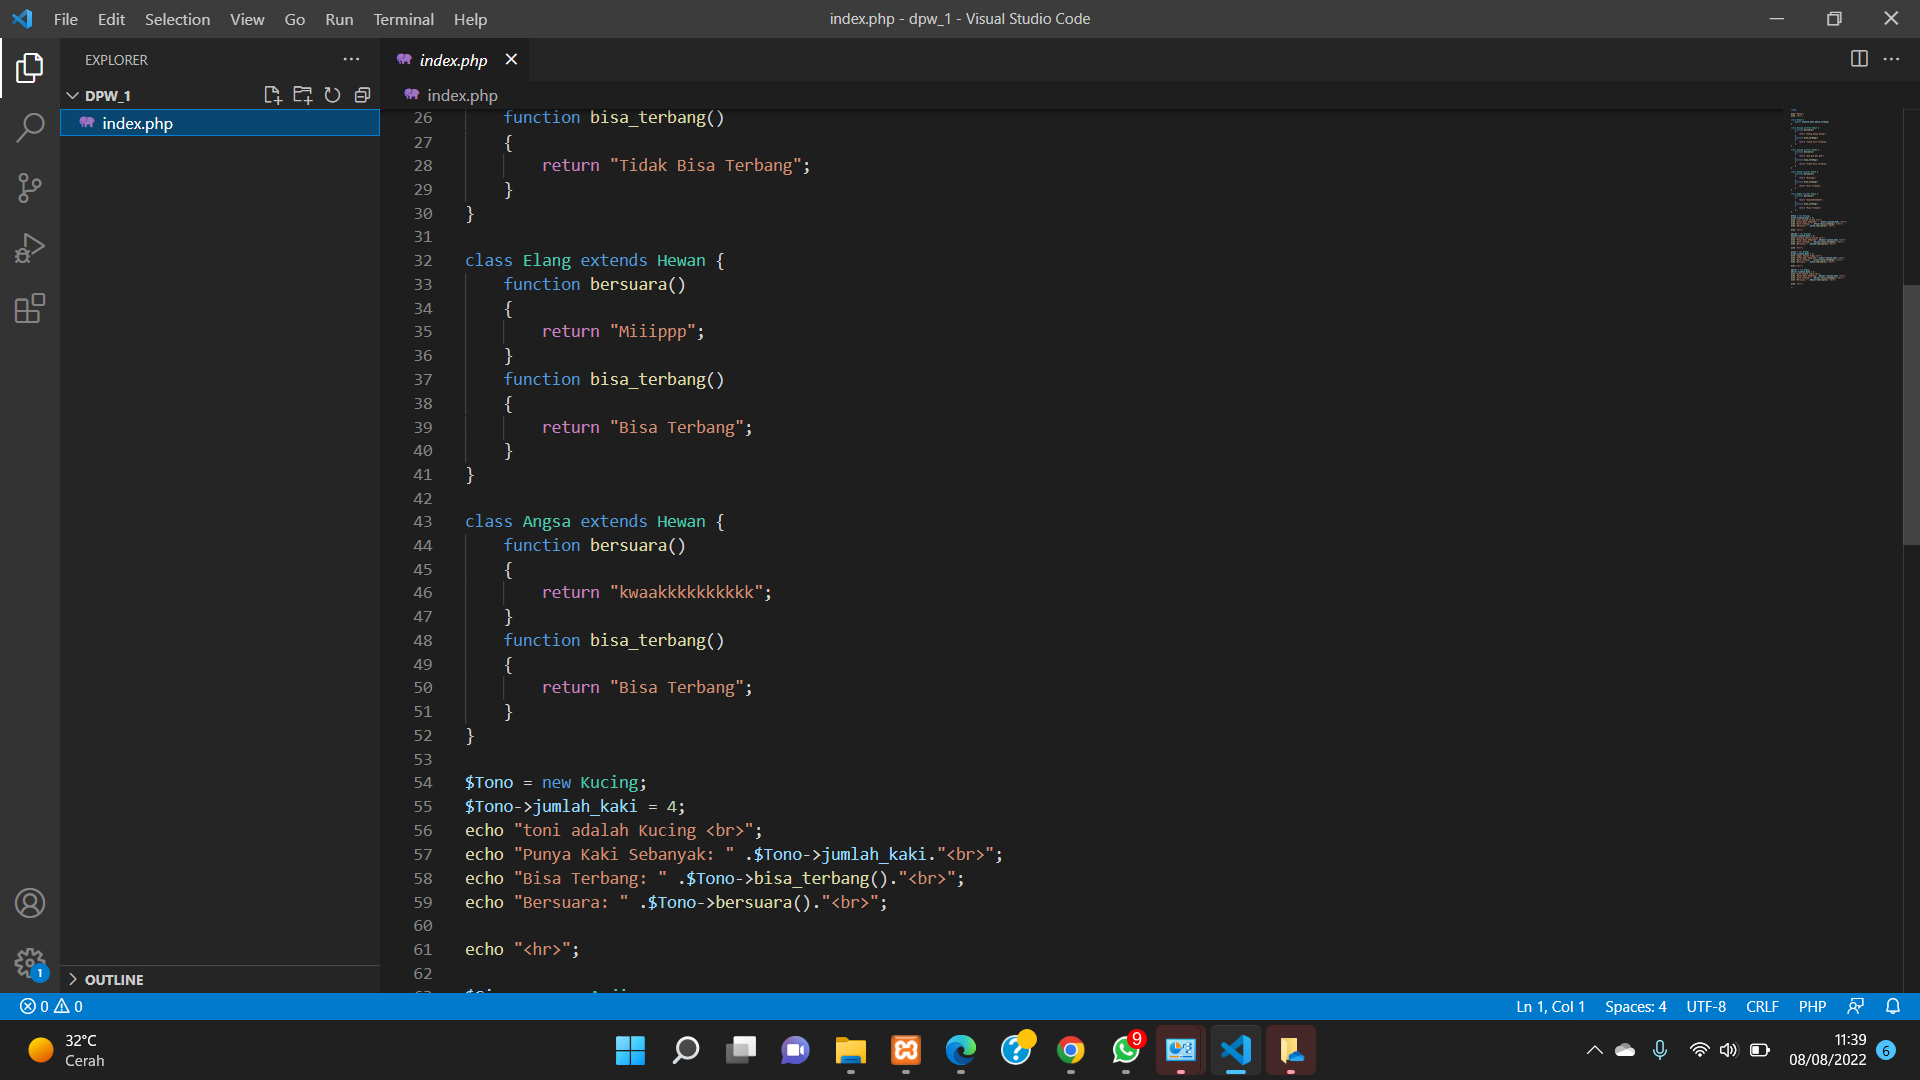 File Edit Selection View Go Run Terminal Help
index.php - dpw_1 - Visual Studio Code
EXPLORER
index.php
DPW_1
index.php
index.php
26 function bisa_terbang()
27 {
28 return "Tidak Bisa Terbang";
29 }
30 }
31
32 class Elang extends Hewan {
33 function bersuara()
34 {
35 return "Miiippp";
36 }
37 function bisa_terbang()
38 {
39 return "Bisa Terbang";
40 }
41 }
42
43 class Angsa extends Hewan {
44 function bersuara()
45 {
46 return "kwaakkkkkkkkkk";
47 }
48 function bisa_terbang()
49 {
50 return "Bisa Terbang";
51 }
52 }
53
54 $Tono = new Kucing;
55 $Tono->jumlah_kaki = 4;
56 echo "toni adalah Kucing <br>";
57 echo "Punya Kaki Sebanyak: " .$Tono->jumlah_kaki."<br>";
58 echo "Bisa Terbang: " .$Tono->bisa_terbang()."<br>";
59 echo "Bersuara: " .$Tono->bersuara()."<br>";
60
61 echo "<hr>";
62
OUTLINE
1
0 0
Ln 1, Col 1 Spaces: 4 UTF-8 CRLF PHP
32°C
Cerah
9
11:39
08/08/2022
6